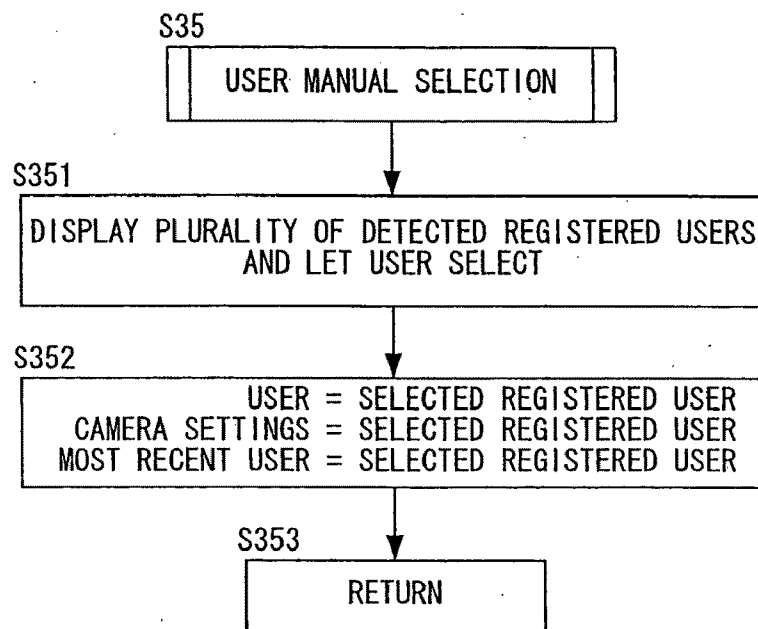 S35
USER MANUAL SELECTION
S351
DISPLAY PLURALITY OF DETECTED REGISTERED USERS
AND LET USER SELECT
S352
USER = SELECTED REGISTERED USER
CAMERA SETTINGS = SELECTED REGISTERED USER
MOST RECENT USER = SELECTED REGISTERED USER
S353
RETURN